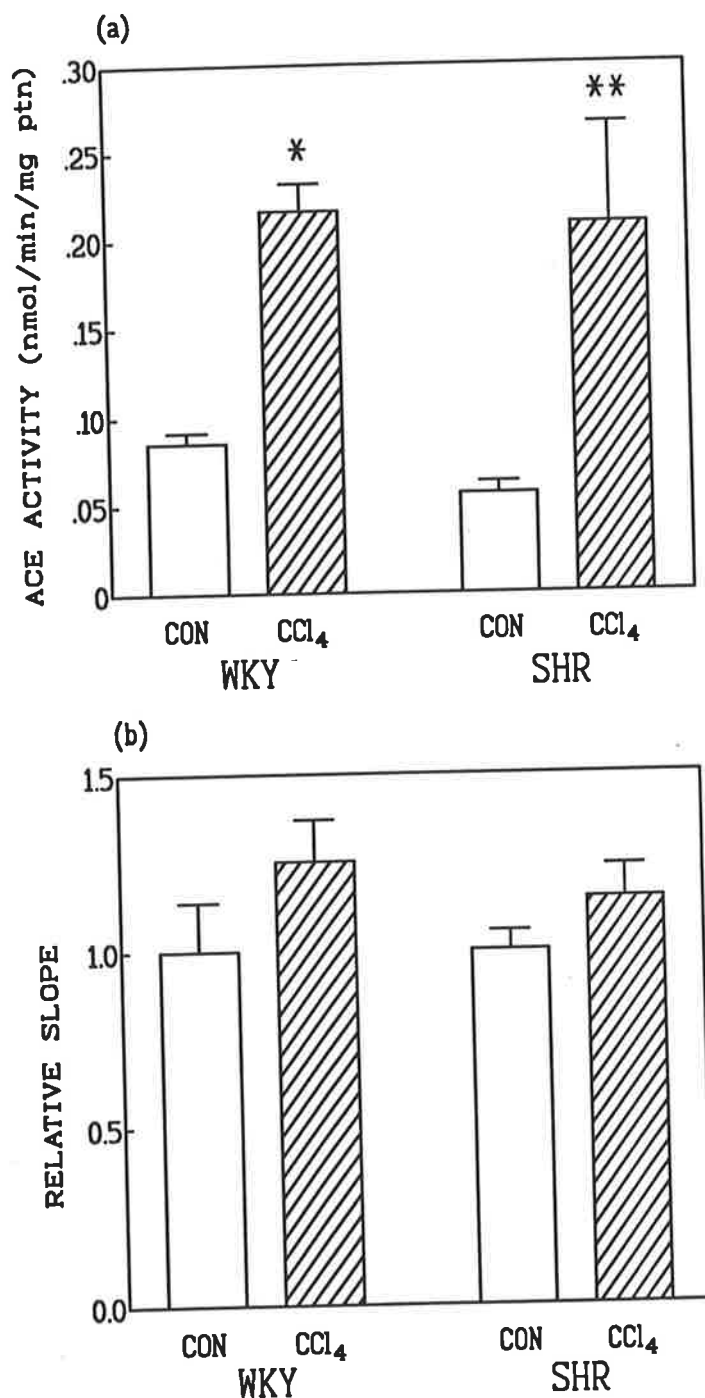 (a)
ACE ACTIVITY (nmol/min/mg ptn)
.30
.25
.20
.15
.10
.05
0
*
**
CON CCl₄ CON CCl₄
WKY SHR
(b)
RELATIVE SLOPE
1.5
1.0
0.5
0.0
CON CCl₄ CON CCl₄
WKY SHR